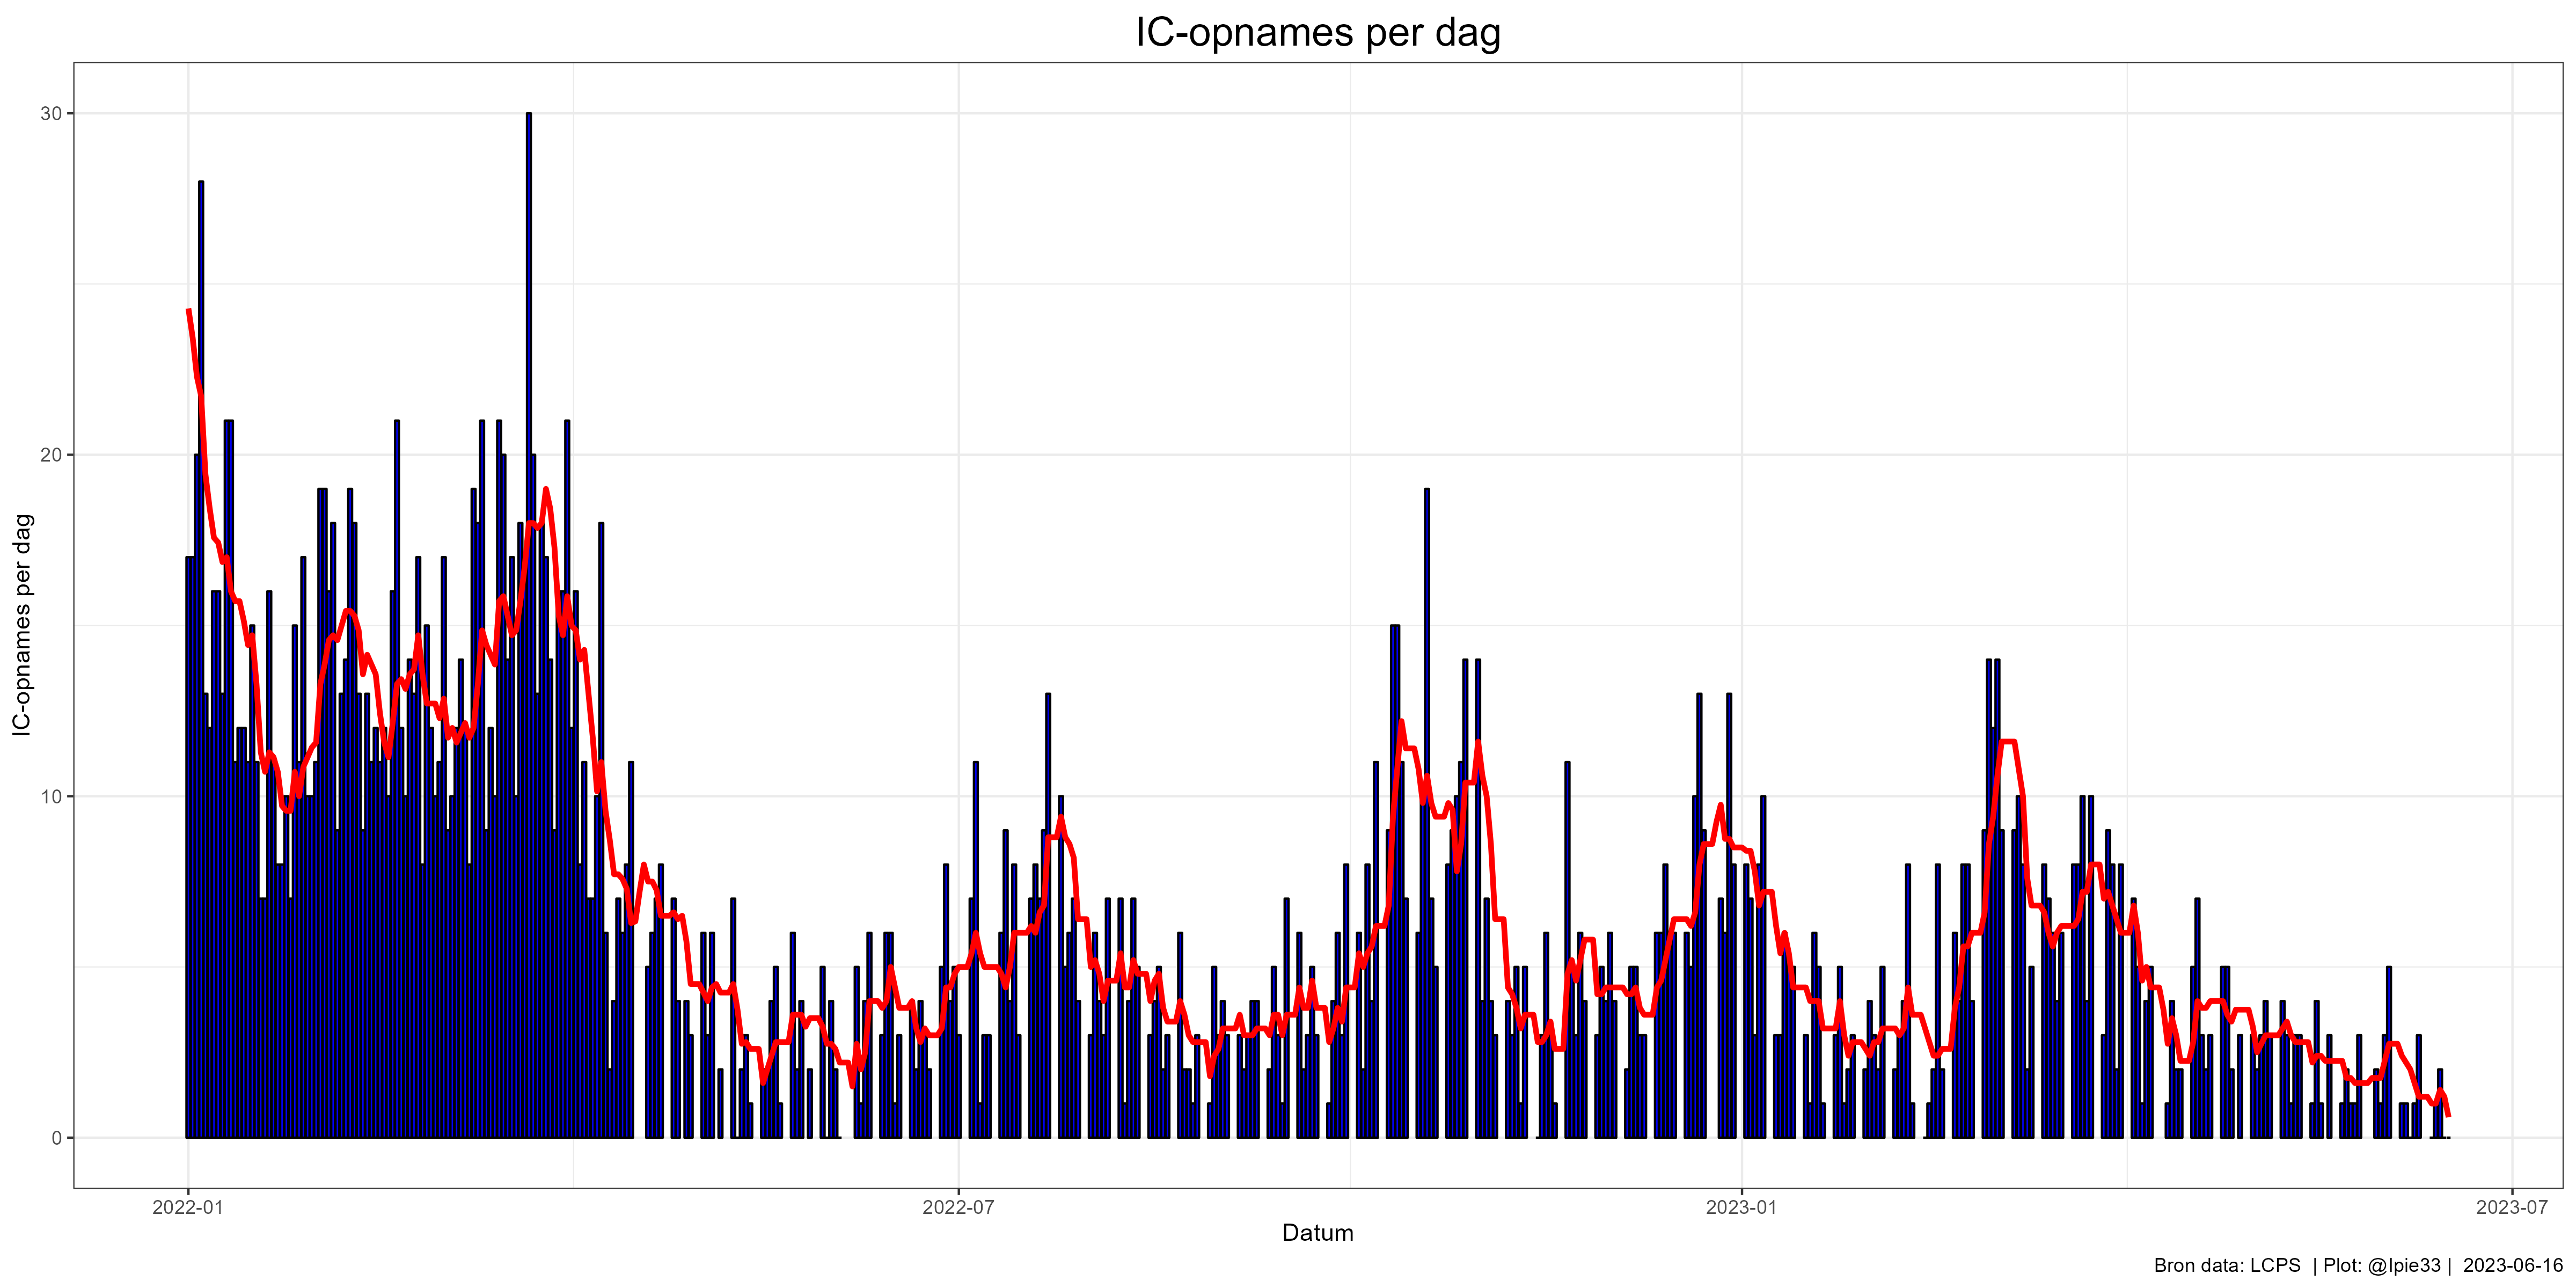 IC-opnames per dag
IC-opnames per dag
30
20
10
0
2022-01
2022-07
2023-01
2023-07
Datum
Bron data: LCPS | Plot: @lpie33 | 2023-06-16